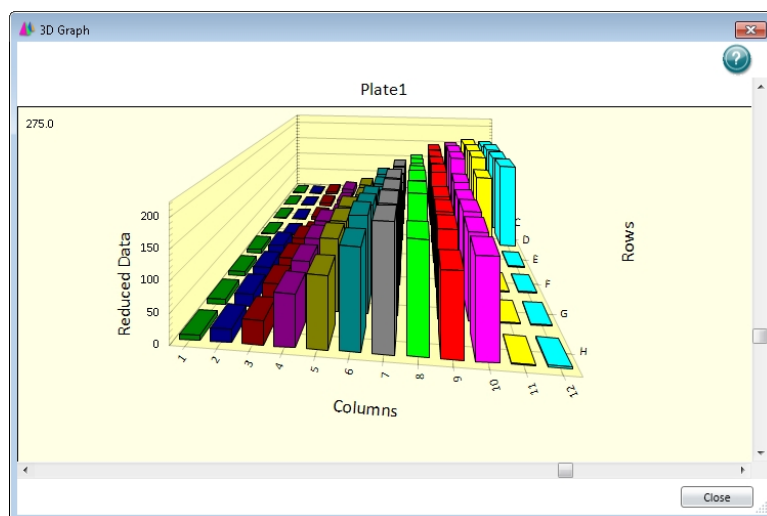 3D Graph
?
Plate1
275.0
200
150
100
50
0
Reduced Data
1 2 3 4 5 6 7 8 9 10 11 12
Columns
C
D
E
F
G
H
Rows
Close